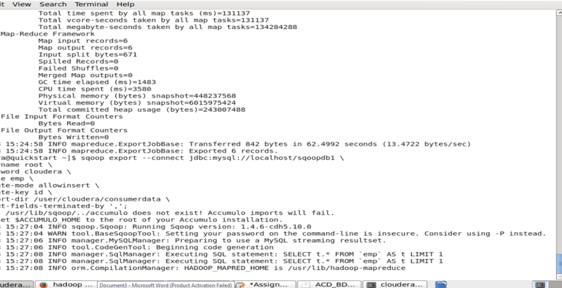 it View Search Terminal Help
Total time spent by all map tasks (ms)=131137
Total vcore-seconds taken by all map tasks=131137
Total megabyte-seconds taken by all map tasks=134284288
Map-Reduce Framework
Map input records=6
Map output records=6
Input split bytes=671
Spilled Records=0
Failed Shuffles=0
Merged Map outputs=0
GC time elapsed (ms)=1483
CPU time spent (ms)=3580
Physical memory (bytes) snapshot=448237568
Virtual memory (bytes) snapshot=6015975424
Total committed heap usage (bytes)=243007488
File Input Format Counters
Bytes Read=0
File Output Format Counters
Bytes Written=0
15:24:58 INFO mapreduce.ExportJobBase: Transferred 842 bytes in 62.4992 seconds (13.4722 bytes/sec)
15:24:58 INFO mapreduce.ExportJobBase: Exported 6 records.
ra@quickstart ~]$ sqoop export --connect jdbc:mysql://localhost/sqoopdb1 \
rname root \
word cloudera \
e emp \
te-mode allowinsert \
te-key id \
ort-dir /user/cloudera/consumerdata \
ut-fields-terminated-by ',';
/usr/lib/sqoop/../accumulo does not exist! Accumulo imports will fail.
et $ACCUMULO_HOME to the root of your Accumulo installation.
15:27:04 INFO sqoop.Sqoop: Running Sqoop version: 1.4.6-cdh5.10.0
15:27:04 WARN tool.BaseSqoopTool: Setting your password on the command-line is insecure. Consider using -P instead.
15:27:06 INFO manager.MySQLManager: Preparing to use a MySQL streaming resultset.
15:27:06 INFO tool.CodeGenTool: Beginning code generation
15:27:08 INFO manager.SqlManager: Executing SQL statement: SELECT t.* FROM `emp` AS t LIMIT 1
15:27:08 INFO manager.SqlManager: Executing SQL statement: SELECT t.* FROM `emp` AS t LIMIT 1
15:27:08 INFO orm.CompilationManager: HADOOP_MAPRED_HOME is /usr/lib/hadoop-mapreduce
oudera... hadoop ... Document3 - Microsoft Word (Product Activation Failed) *Assign... ACD_BD... cloudera...